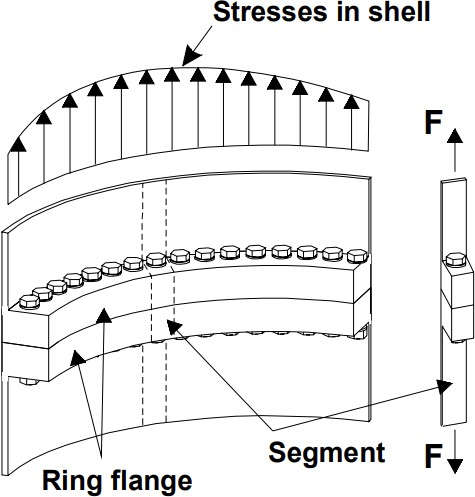 Stresses in shell
F
Segment
F
Ring flange